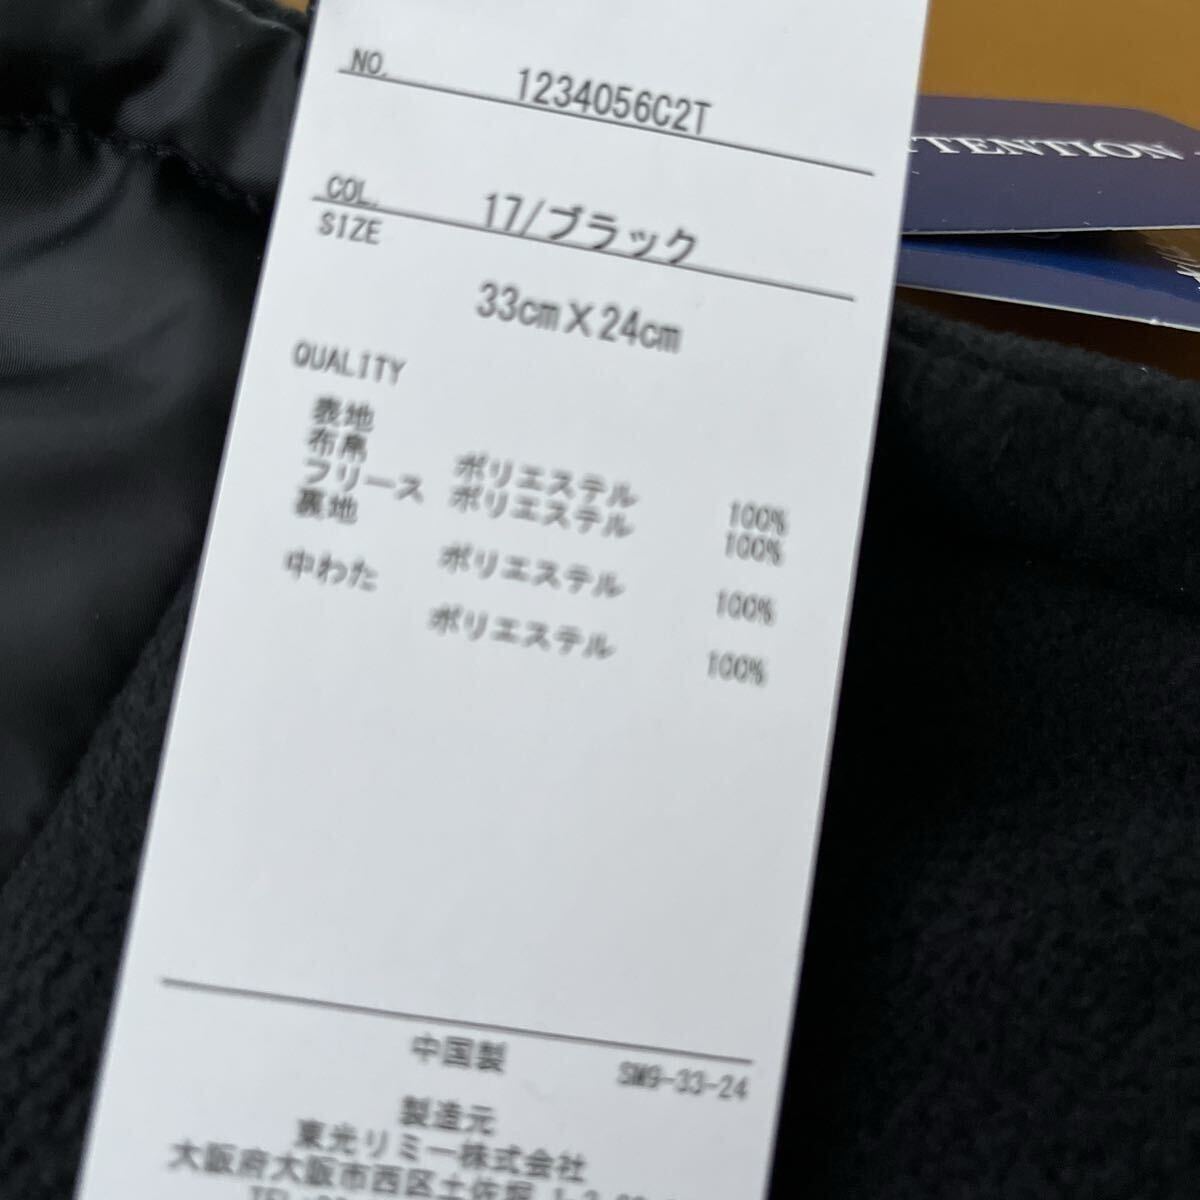 NO. 1234056C2T
COL. 17/ブラック
SIZE
33cm×24cm
QUALITY
表地
布帛 ポリエステル 100%
フリース ポリエステル 100%
裏地
ポリエステル 100%
中わた
ポリエステル 100%
中国製 SM9-33-24
製造元
東光リミー株式会社
大阪府大阪市西区土佐堀
TEL
TTENTION